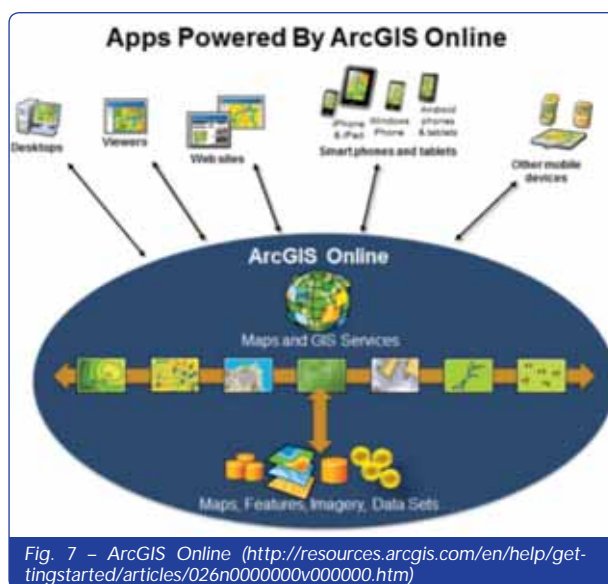 Apps Powered By ArcGIS Online
Desktops
Viewers
Web sites
iPhone
& iPad
Windows
Phone
Android
phones
& tablets
Smart phones and tablets
Other mobile
devices
ArcGIS Online
Maps and GIS Services
Maps, Features, Imagery, Data Sets
Fig. 7 – ArcGIS Online (http://resources.arcgis.com/en/help/get-
tingstarted/articles/026n0000000v000000.htm)